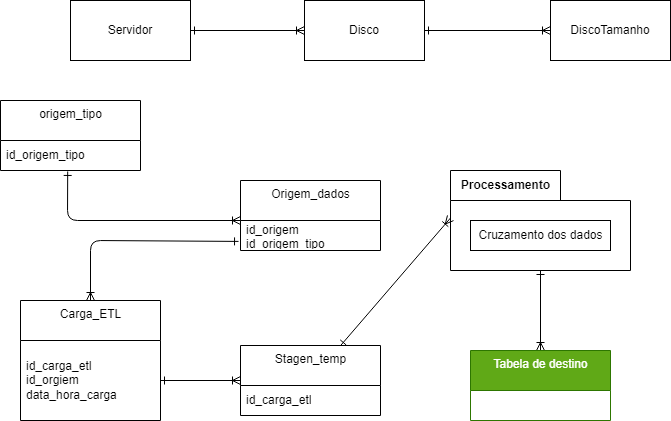 Servidor
Disco
DiscoTamanho
origem_tipo
id_origem_tipo
Origem_dados
id_origem
id_origem_tipo
Processamento
Cruzamento dos dados
Carga_ETL
id_carga_etl
id_orgiem
data_hora_carga
Stagen_temp
id_carga_etl
Tabela de destino